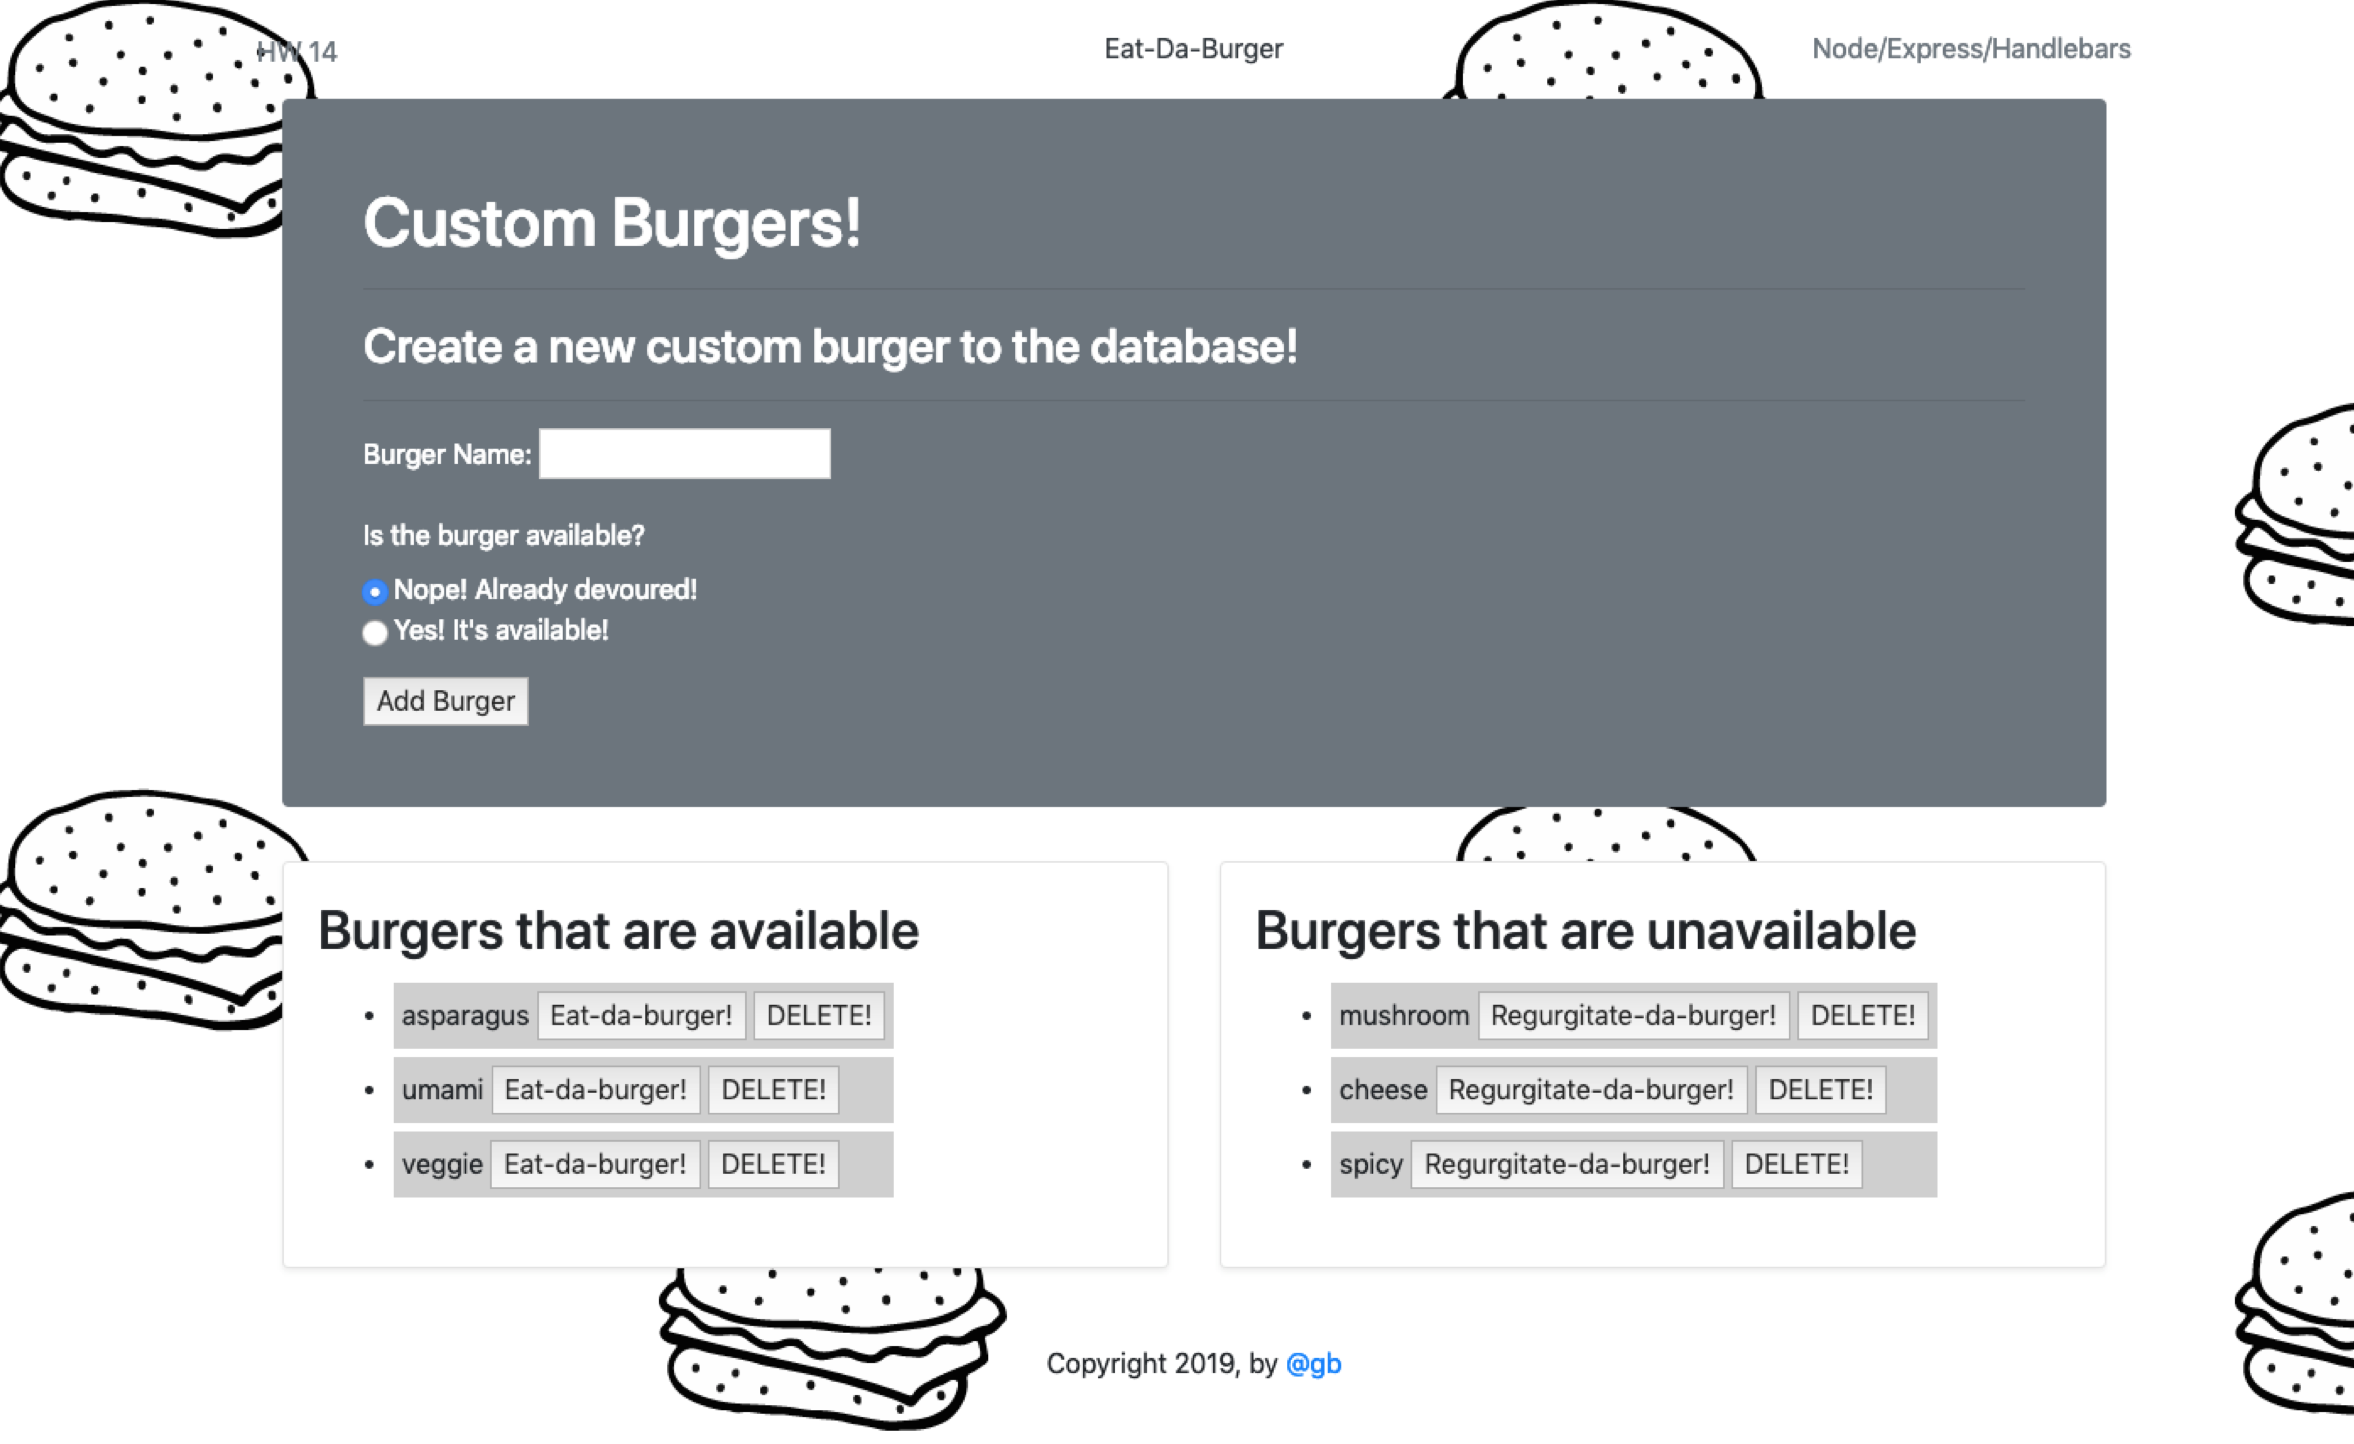 HW 14
Eat-Da-Burger
Node/Express/Handlebars
Custom Burgers!
Create a new custom burger to the database!
Burger Name:
Is the burger available?
Nope! Already devoured!
Yes! It's available!
Add Burger
Burgers that are available
asparagus Eat-da-burger! DELETE!
umami Eat-da-burger! DELETE!
veggie Eat-da-burger! DELETE!
Burgers that are unavailable
mushroom Regurgitate-da-burger! DELETE!
cheese Regurgitate-da-burger! DELETE!
spicy Regurgitate-da-burger! DELETE!
Copyright 2019, by @gb